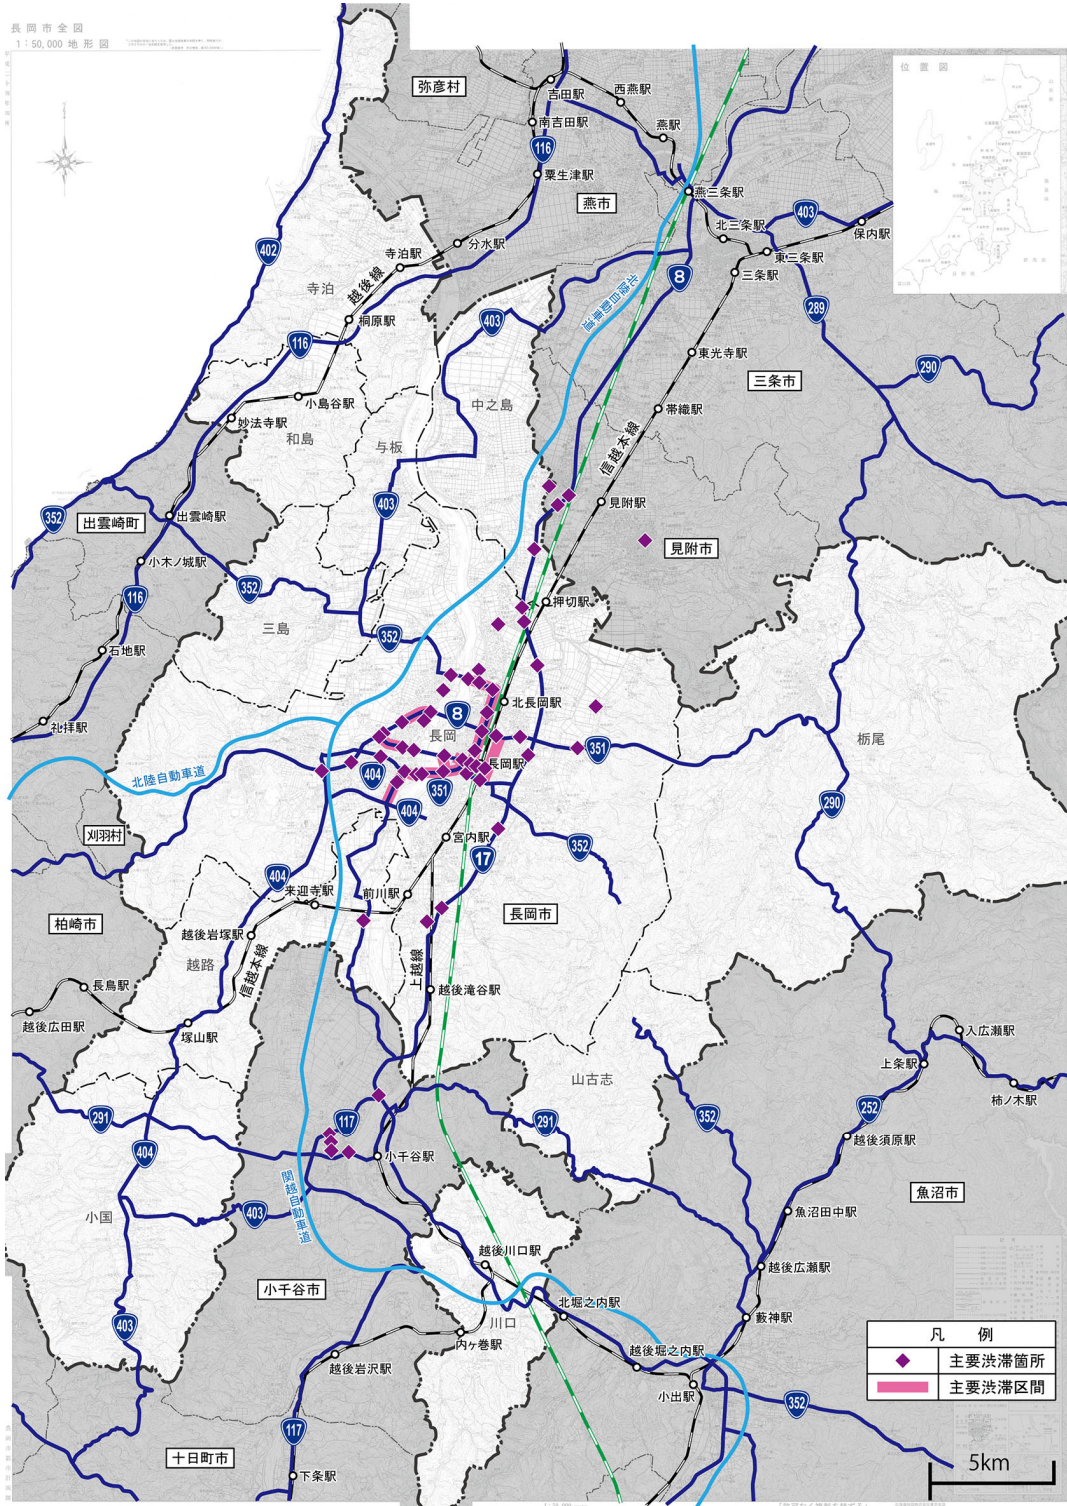 長岡市全図
1:50,000 地形図
位置図
弥彦村
吉田駅
西燕駅
南吉田駅
燕駅
116
粟生津駅
燕三条駅
燕市
403
北三条駅
保内駅
分水駅
402
寺泊駅
東三条駅
三条駅
8
越後線
寺泊
北陸自動車道
桐原駅
403
289
116
東光寺駅
290
三条市
小島谷駅
中之島
帯織駅
妙法寺駅
和島
与板
信越本線
403
見附駅
352
出雲崎町
出雲崎駅
見附市
小木ノ城駅
352
116
押切駅
三島
352
石地駅
北長岡駅
礼拝駅
8
長岡
栃尾
351
長岡駅
北陸自動車道
404
351
290
404
刈羽村
宮内駅
352
17
404
来迎寺駅
前川駅
長岡市
柏崎市
越後岩塚駅
越路
信越本線
上越線
長鳥駅
越後滝谷駅
越後広田駅
塚山駅
入広瀬駅
上条駅
山古志
柿ノ木駅
291
117
291
352
252
404
小千谷駅
越後須原駅
関越自動車道
魚沼市
小国
403
魚沼田中駅
越後川口駅
越後広瀬駅
小千谷市
北堀之内駅
藪神駅
403
川口
内ヶ巻駅
凡例
越後岩沢駅
越後堀之内駅
主要渋滞箇所
小出駅
主要渋滞区間
352
117
十日町市
5km
下条駅